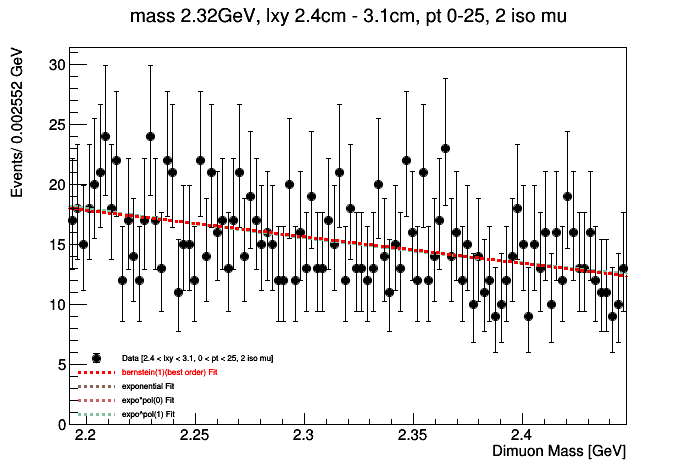 mass 2.32GeV, lxy 2.4cm - 3.1cm, pt 0-25, 2 iso mu
Events/ 0.002552 GeV
30
25
20
15
10
5
0
Data [2.4 < lxy < 3.1, 0 < pt < 25, 2 iso mu]
bernstein(1)(best order) Fit
exponential Fit
expo*pol(0) Fit
expo*pol(1) Fit
2.2 2.25 2.3 2.35 2.4
Dimuon Mass [GeV]